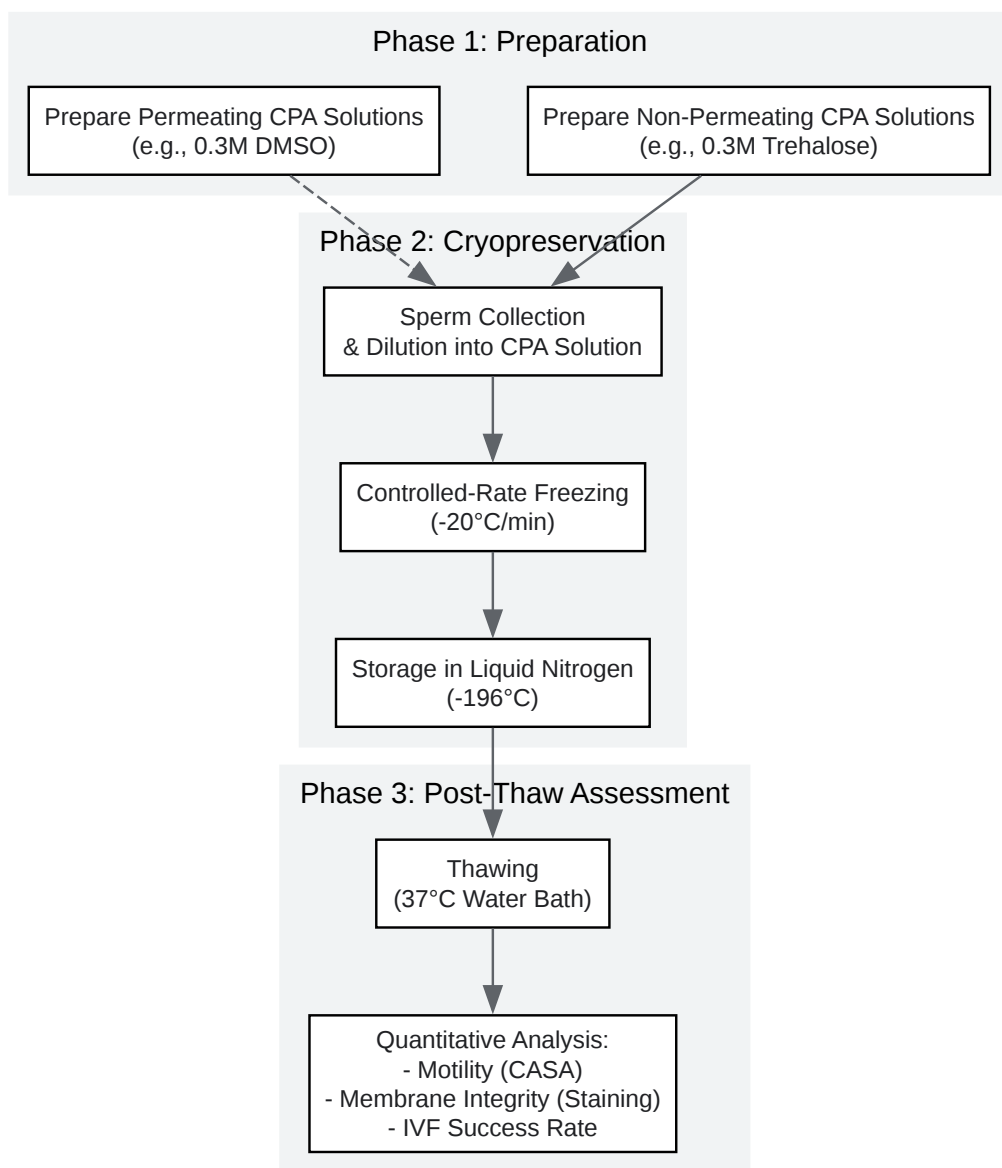 Phase 1: Preparation
Prepare Permeating CPA Solutions
(e.g., 0.3M DMSO)
Prepare Non-Permeating CPA Solutions
(e.g., 0.3M Trehalose)
Phase 2: Cryopreservation
Sperm Collection
& Dilution into CPA Solution
Controlled-Rate Freezing
(-20°C/min)
Storage in Liquid Nitrogen
(-196°C)
Phase 3: Post-Thaw Assessment
Thawing
(37°C Water Bath)
Quantitative Analysis:
- Motility (CASA)
- Membrane Integrity (Staining)
- IVF Success Rate